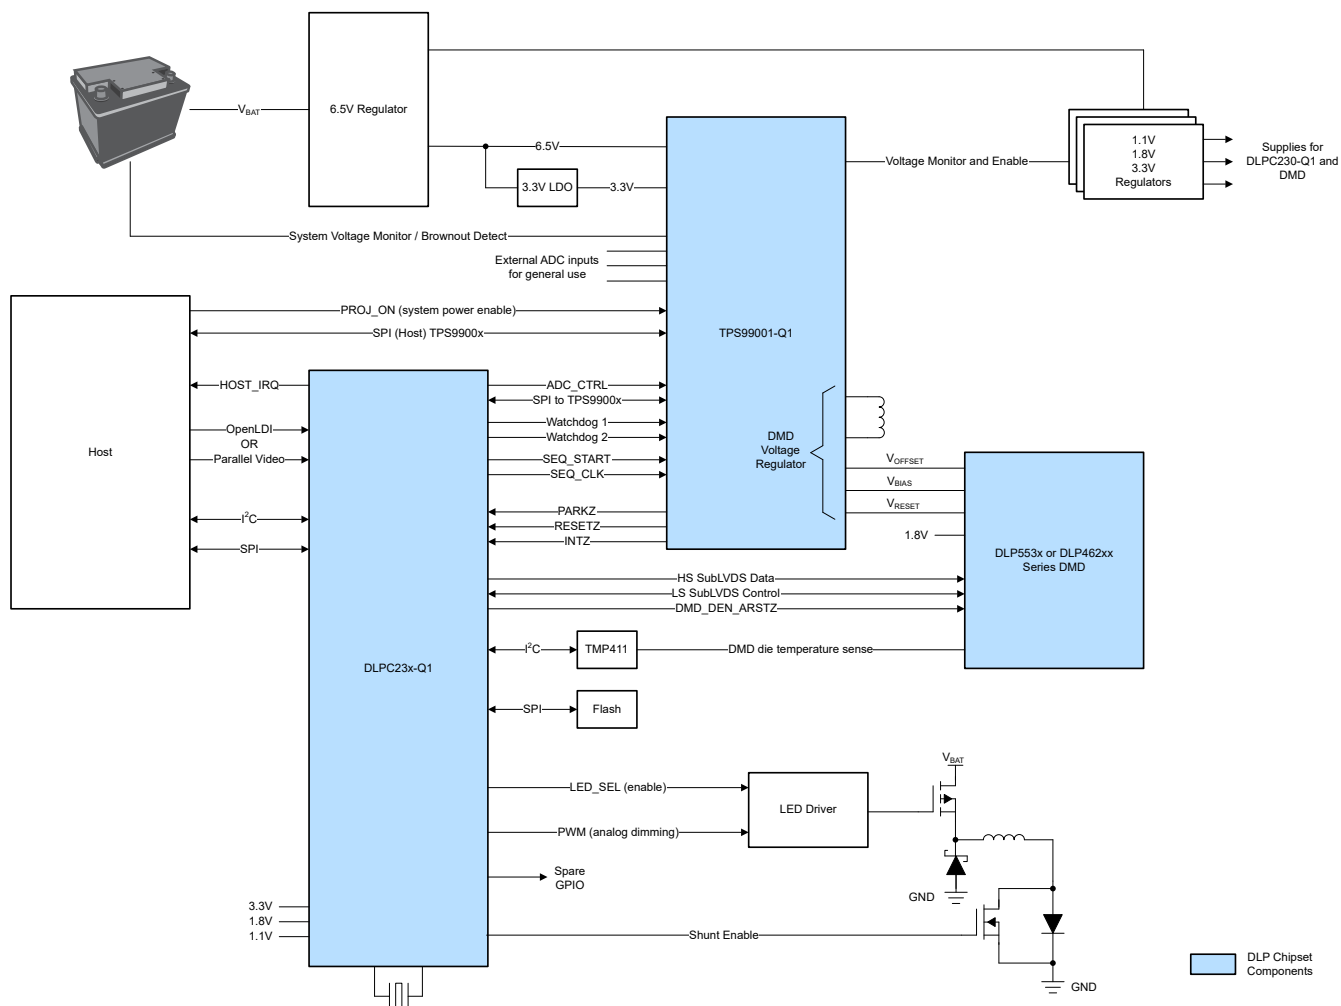 V_BAT
6.5V Regulator
6.5V
3.3V LDO
3.3V
System Voltage Monitor / Brownout Detect
External ADC inputs
for general use
Voltage Monitor and Enable
1.1V
1.8V
3.3V
Regulators
Supplies for
DLPC230-Q1 and
DMD
PROJ_ON (system power enable)
SPI (Host) TPS9900x
TPS99001-Q1
Host
HOST_IRQ
OpenLDI
OR
Parallel Video
I²C
SPI
ADC_CTRL
SPI to TPS9900x
Watchdog 1
Watchdog 2
SEQ_START
SEQ_CLK
PARKZ
RESETZ
INTZ
DMD
Voltage
Regulator
V_OFFSET
V_BIAS
V_RESET
1.8V
DLP553x or DLP462xx
Series DMD
HS SubLVDS Data
LS SubLVDS Control
DMD_DEN_ARSTZ
DLPC23x-Q1
I²C
TMP411
DMD die temperature sense
SPI
Flash
LED_SEL (enable)
PWM (analog dimming)
LED Driver
V_BAT
GND
Spare
GPIO
3.3V
1.8V
1.1V
Shunt Enable
GND
DLP Chipset
Components